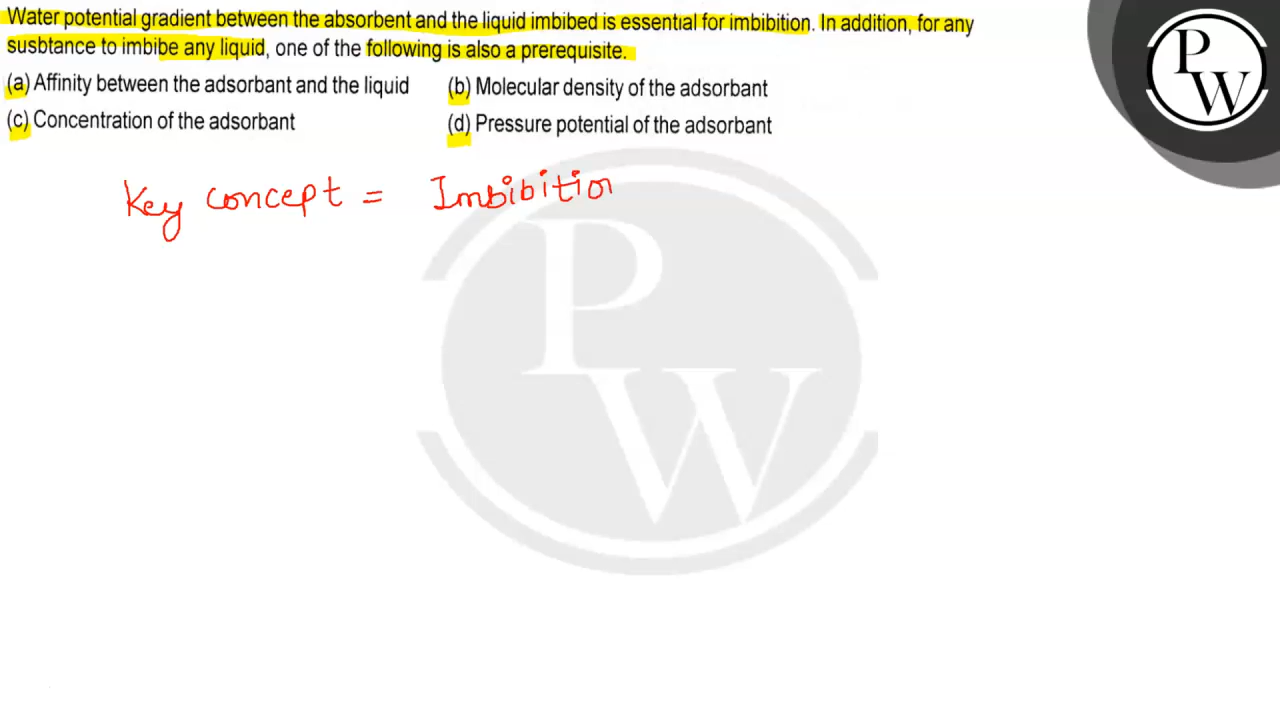 Water potential gradient between the absorbent and the liquid imbibed is essential for imbibition. In addition, for any
susbtance to imbibe any liquid, one of the following is also a prerequisite.
(a) Affinity between the adsorbant and the liquid (b) Molecular density of the adsorbant
(c) Concentration of the adsorbant (d) Pressure potential of the adsorbant
Key concept = Imbibition
P
W
P
W